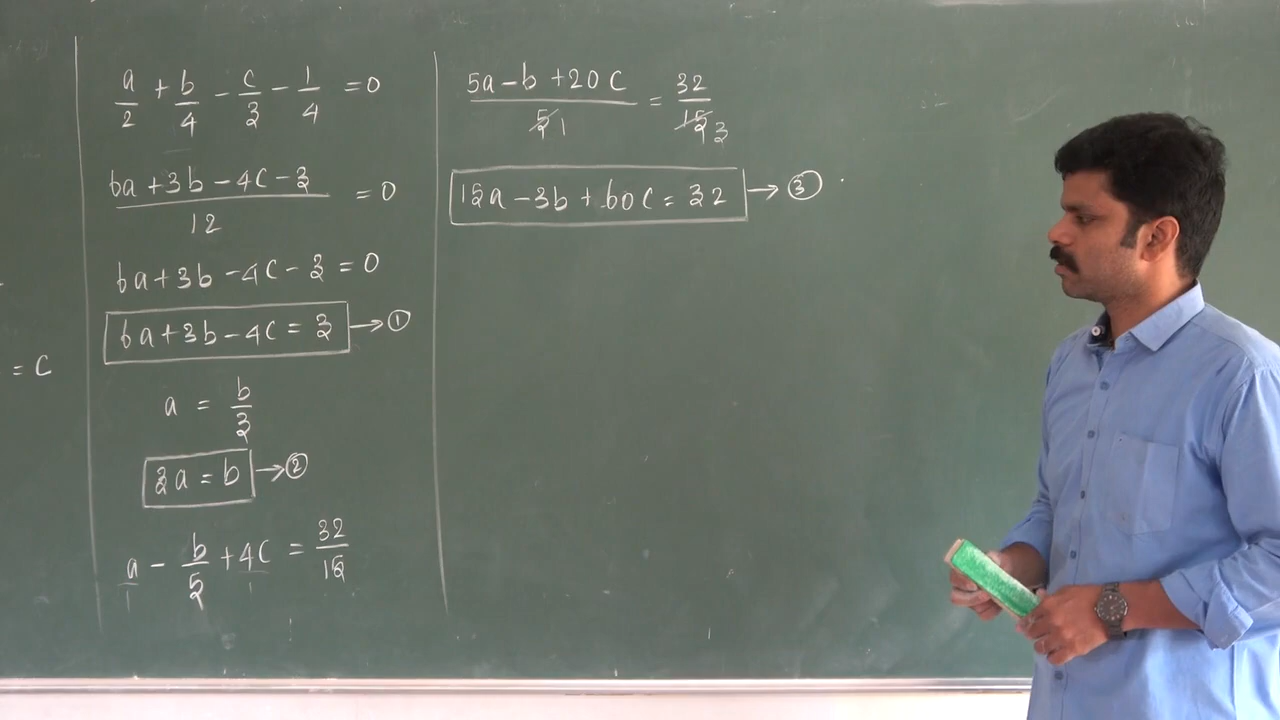 = C
a/2 + b/4 - c/3 - 1/4 = 0
(6a + 3b - 4c - 3)/12 = 0
6a + 3b - 4c - 3 = 0
6a + 3b - 4c = 3 → ①
a = b/3
3a = b → ②
a/1 - b/5 + 4c/1 = 32/15
(5a - b + 20c)/5 1 = 32/15 3
15a - 3b + 60c = 32 → ③